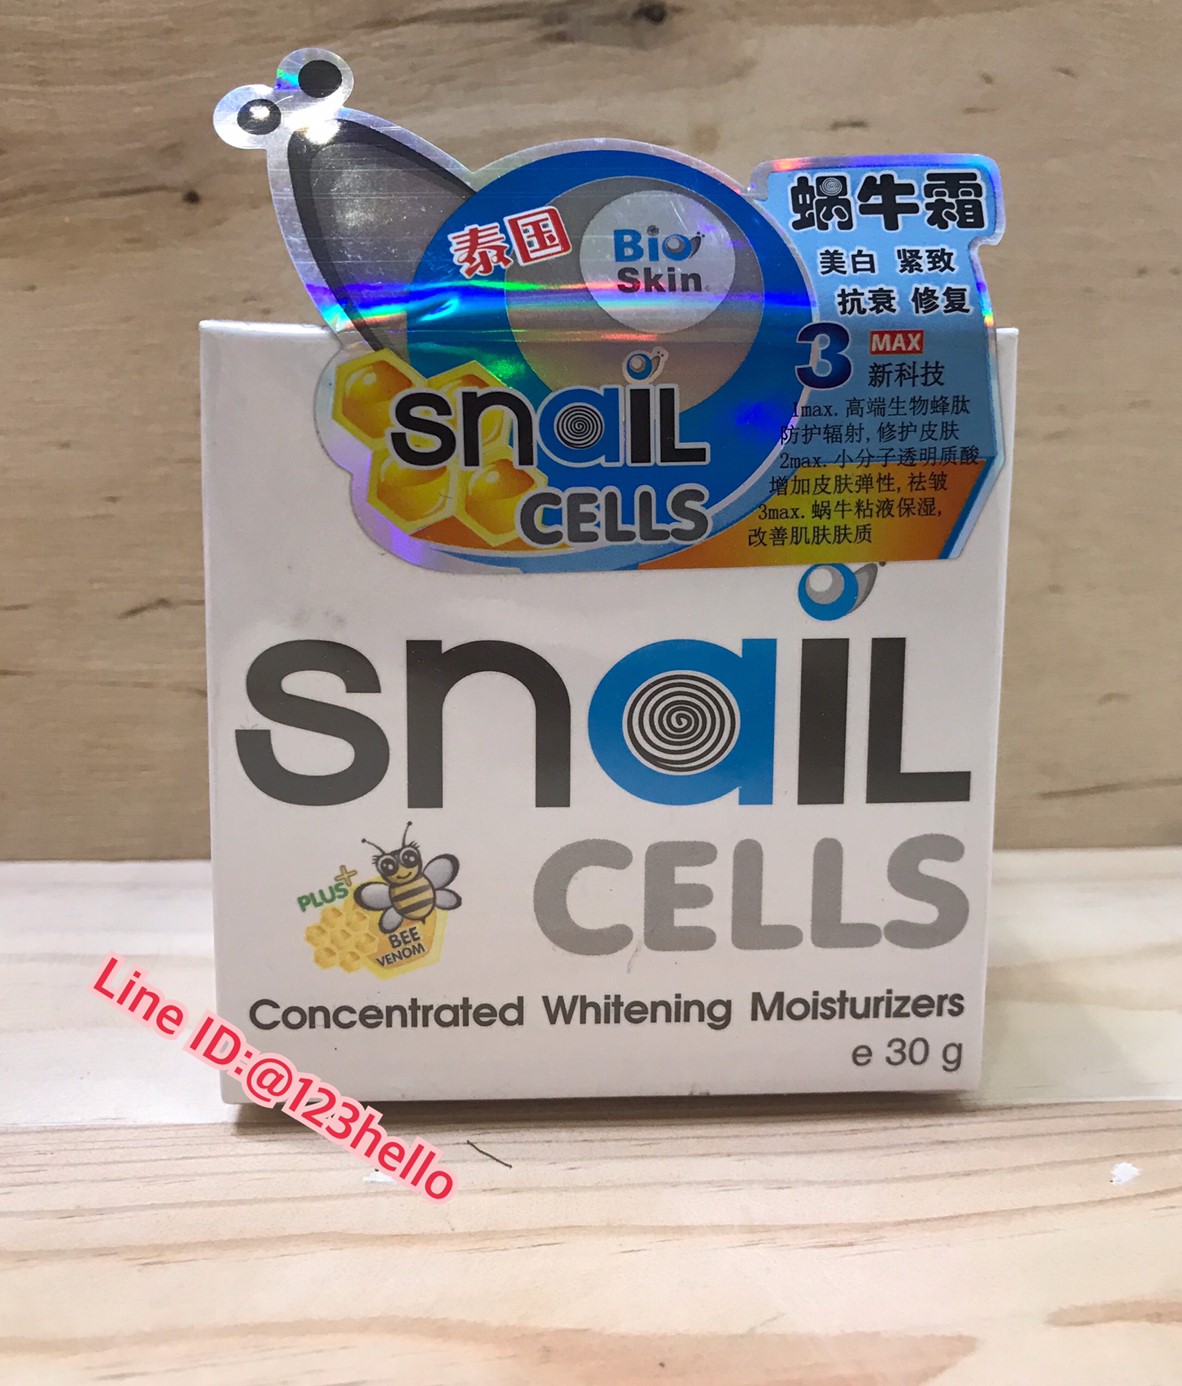 蜗牛霜
泰国
Bio
Skin
美白 紧致
抗衰 修复
3 MAX
新科技
1max. 高端生物蜂肽
防护辐射, 修护皮肤
2max. 小分子透明质酸
增加皮肤弹性, 祛皱
3max. 蜗牛粘液保湿,
改善肌肤肤质
snaiL
CELLS
snaiL
CELLS
PLUS+
BEE
VENOM
Concentrated Whitening Moisturizers
e 30 g
Line ID:@123hello